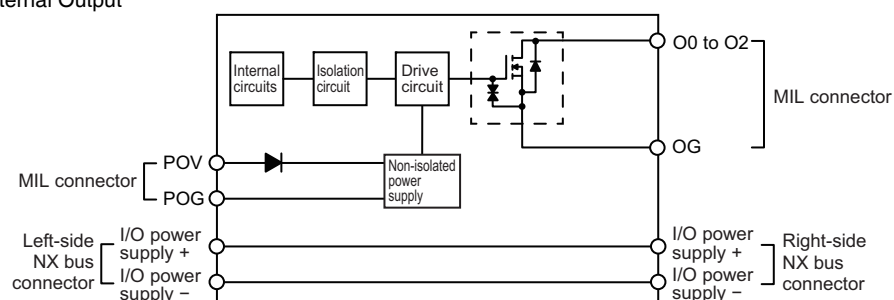 ternal Output
Internal
circuits
Isolation
circuit
Drive
circuit
O0 to O2
MIL connector
OG
MIL connector
POV
POG
Non-isolated
power
supply
Left-side
NX bus
connector
I/O power
supply +
I/O power
supply −
I/O power
supply +
I/O power
supply −
Right-side
NX bus
connector